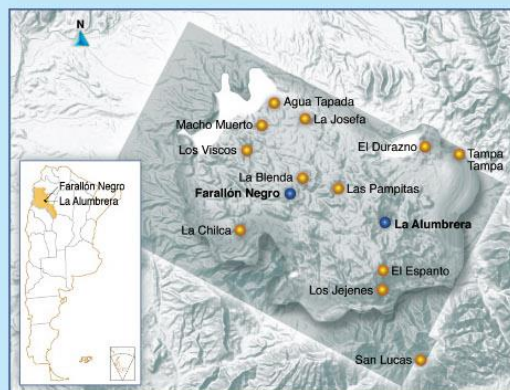 N
Agua Tapada
La Josefa
Macho Muerto
Los Viscos
El Durazno
Tampa
Tampa
La Blenda
Farallón Negro
Las Pampitas
La Alumbrera
La Chilca
El Espanto
Los Jejenes
San Lucas
Farallón Negro
La Alumbrera